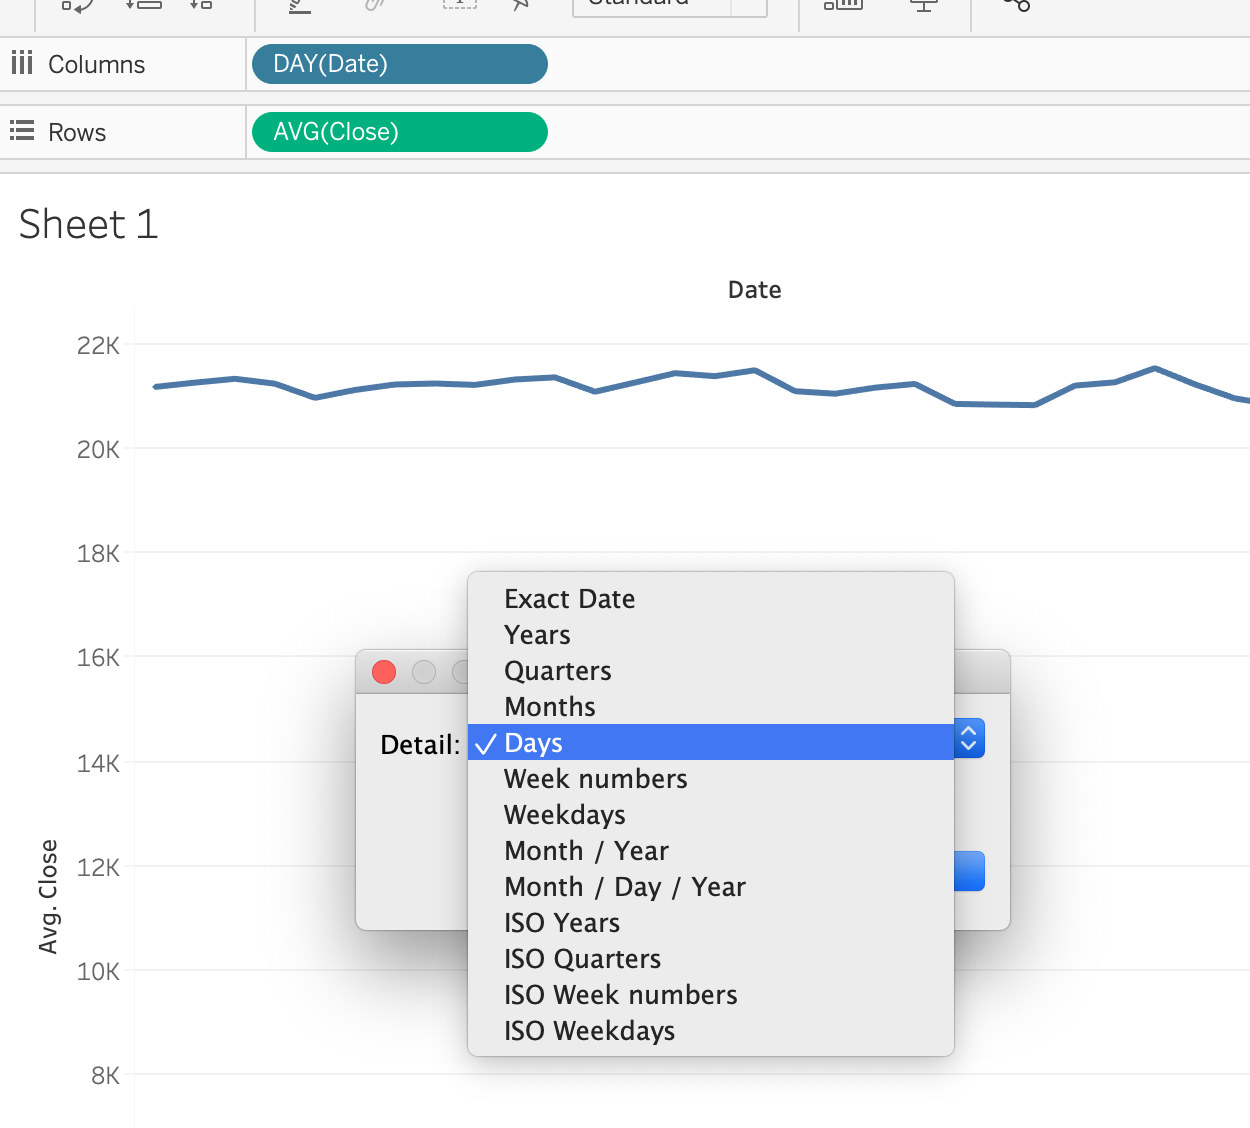 Standard
Columns
DAY(Date)
Rows
AVG(Close)
Sheet 1
Date
22K
20K
18K
16K
14K
12K
10K
8K
Avg. Close
Detail:
Exact Date
Years
Quarters
Months
✓ Days
Week numbers
Weekdays
Month / Year
Month / Day / Year
ISO Years
ISO Quarters
ISO Week numbers
ISO Weekdays